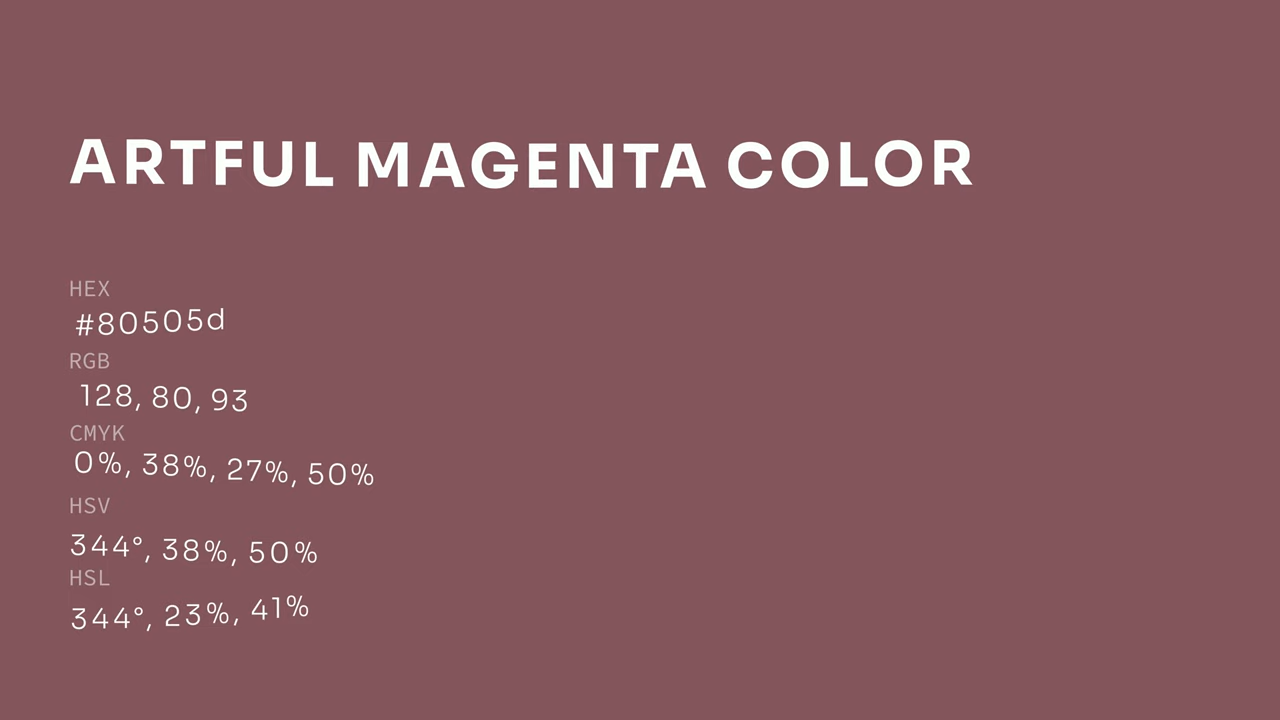 ARTFUL MAGENTA COLOR
HEX
#80505d
RGB
128, 80, 93
CMYK
0%, 38%, 27%, 50%
HSV
344°, 38%, 50%
HSL
344°, 23%, 41%